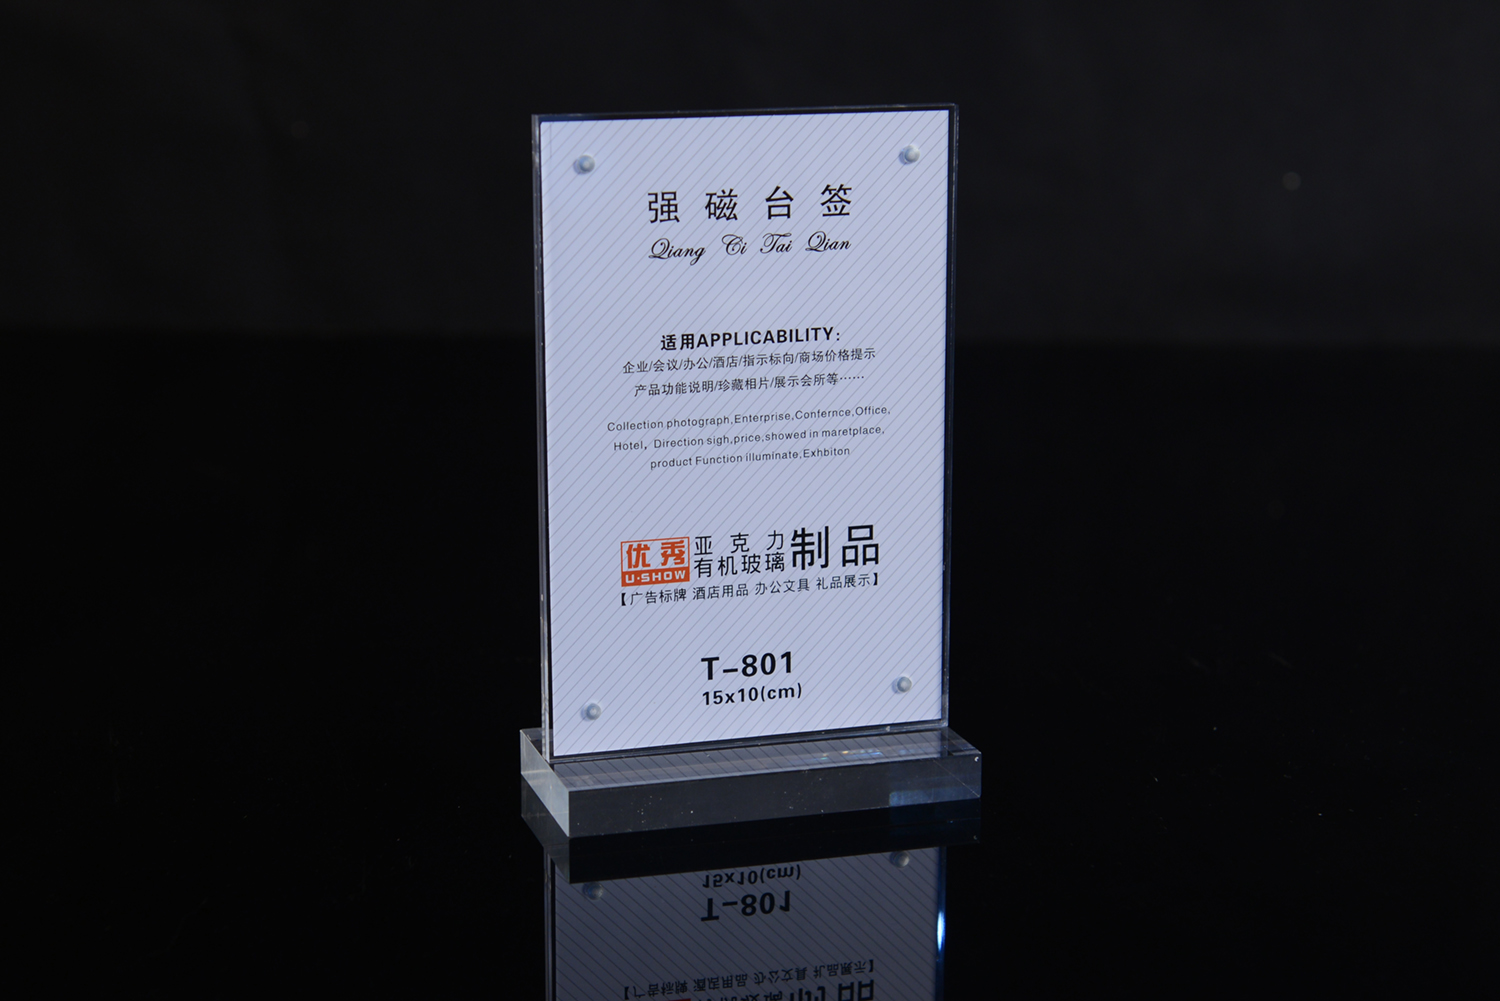 强磁台签
Qiang Ci Tai Qian
适用APPLICABILITY:
企业/会议/办公/酒店/指示标向/商场价格提示
产品功能说明/珍藏相片/展示会所等……
Collection photograph,Enterprise,Confernce,Office,
Hotel, Direction sigh,price,showed in maretplace,
product Function illuminate,Exhbiton
优秀
U·SHOW
亚克力
有机玻璃
制品
【广告标牌 酒店用品 办公文具 礼品展示】
T-801
15x10(cm)